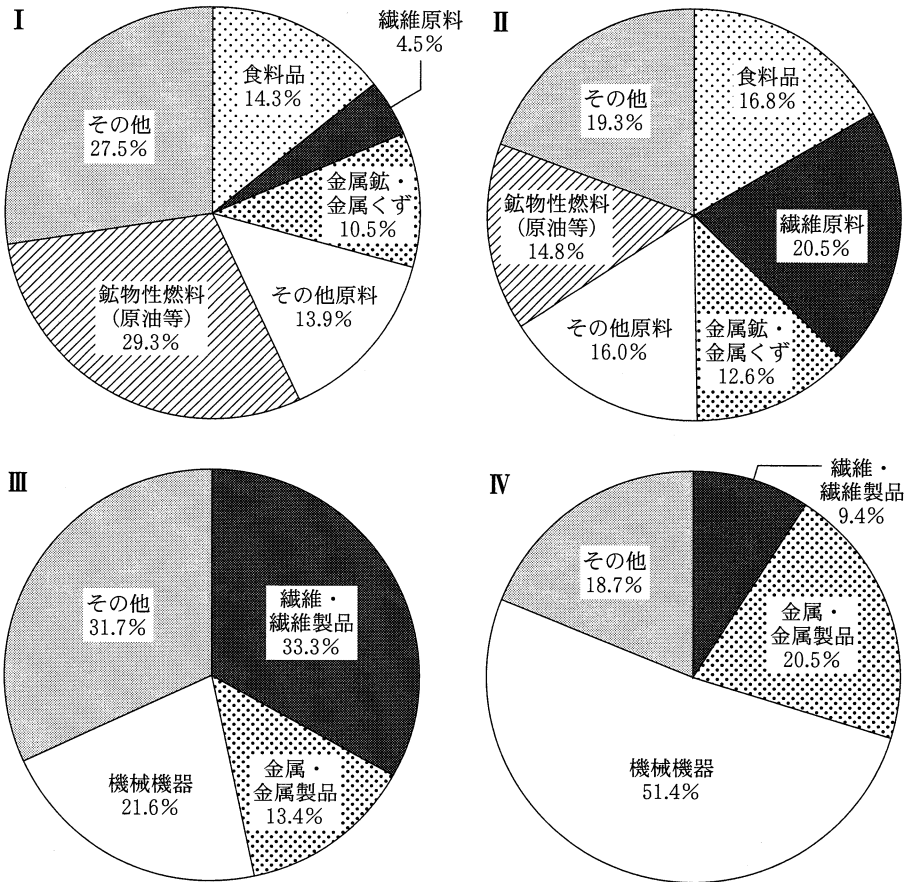 Ⅰ
繊維原料
4.5%
食料品
14.3%
その他
27.5%
金属鉱・
金属くず
10.5%
鉱物性燃料
(原油等)
29.3%
その他原料
13.9%
Ⅱ
食料品
16.8%
その他
19.3%
繊維原料
20.5%
鉱物性燃料
(原油等)
14.8%
その他原料
16.0%
金属鉱・
金属くず
12.6%
Ⅲ
その他
31.7%
繊維・
繊維製品
33.3%
機械機器
21.6%
金属・
金属製品
13.4%
Ⅳ
繊維・
繊維製品
9.4%
その他
18.7%
金属・
金属製品
20.5%
機械機器
51.4%